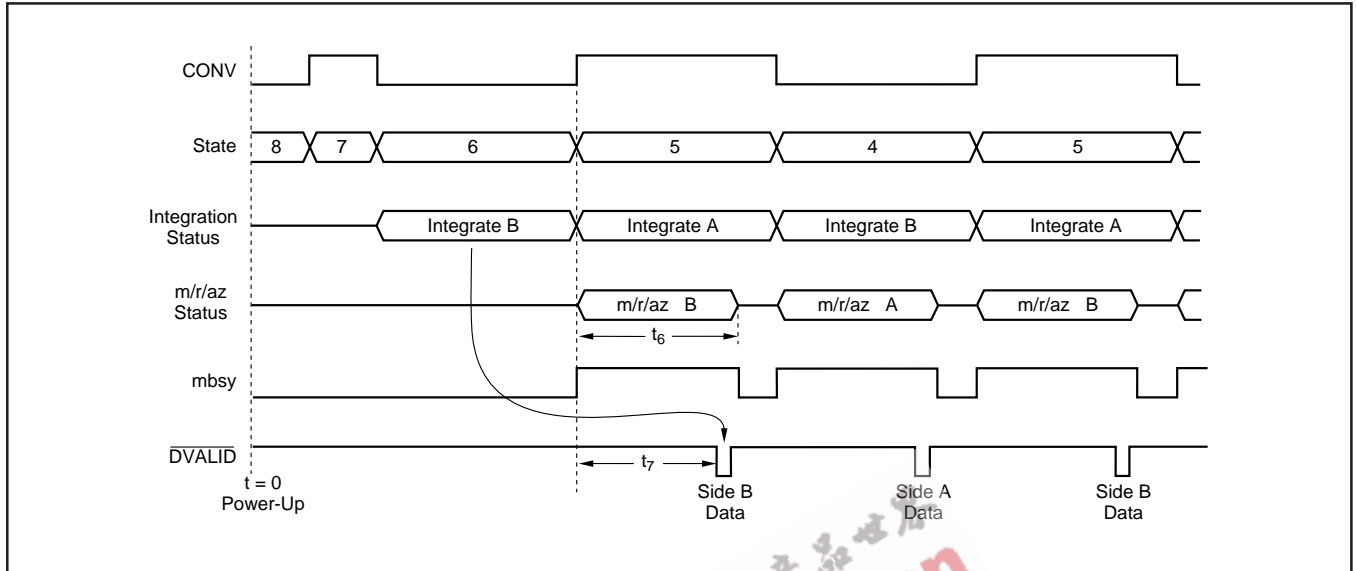 CONV
State
8 7 6 5 4 5
Integration
Status
Integrate B Integrate A Integrate B Integrate A
m/r/az
Status
m/r/az B m/r/az A m/r/az B
t6
mbsy
DVALID
t7
t = 0
Power-Up
Side B
Data
Side A
Data
Side B
Data